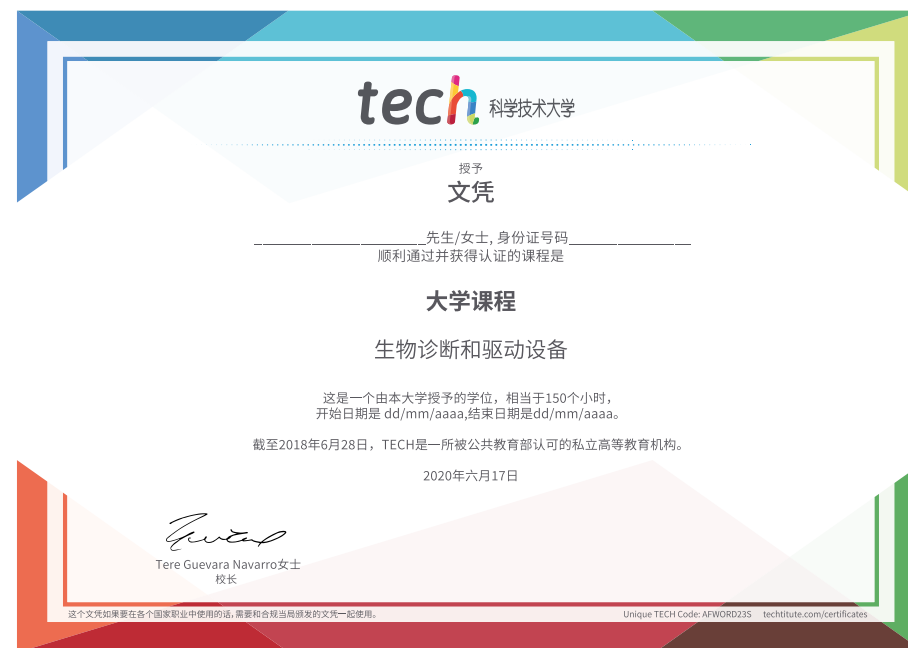 tech 科学技术大学
授予
文凭
______________________先生/女士, 身份证号码________________
顺利通过并获得认证的课程是
大学课程
生物诊断和驱动设备
这是一个由本大学授予的学位，相当于150个小时，
开始日期是 dd/mm/aaaa,结束日期是dd/mm/aaaa。
截至2018年6月28日，TECH是一所被公共教育部认可的私立高等教育机构。
2020年六月17日
Tere Guevara Navarro女士
校长
这个文凭如果要在各个国家职业中使用的话,需要和合规当局颁发的文凭一起使用。
Unique TECH Code: AFWORD23S techtitute.com/certificates